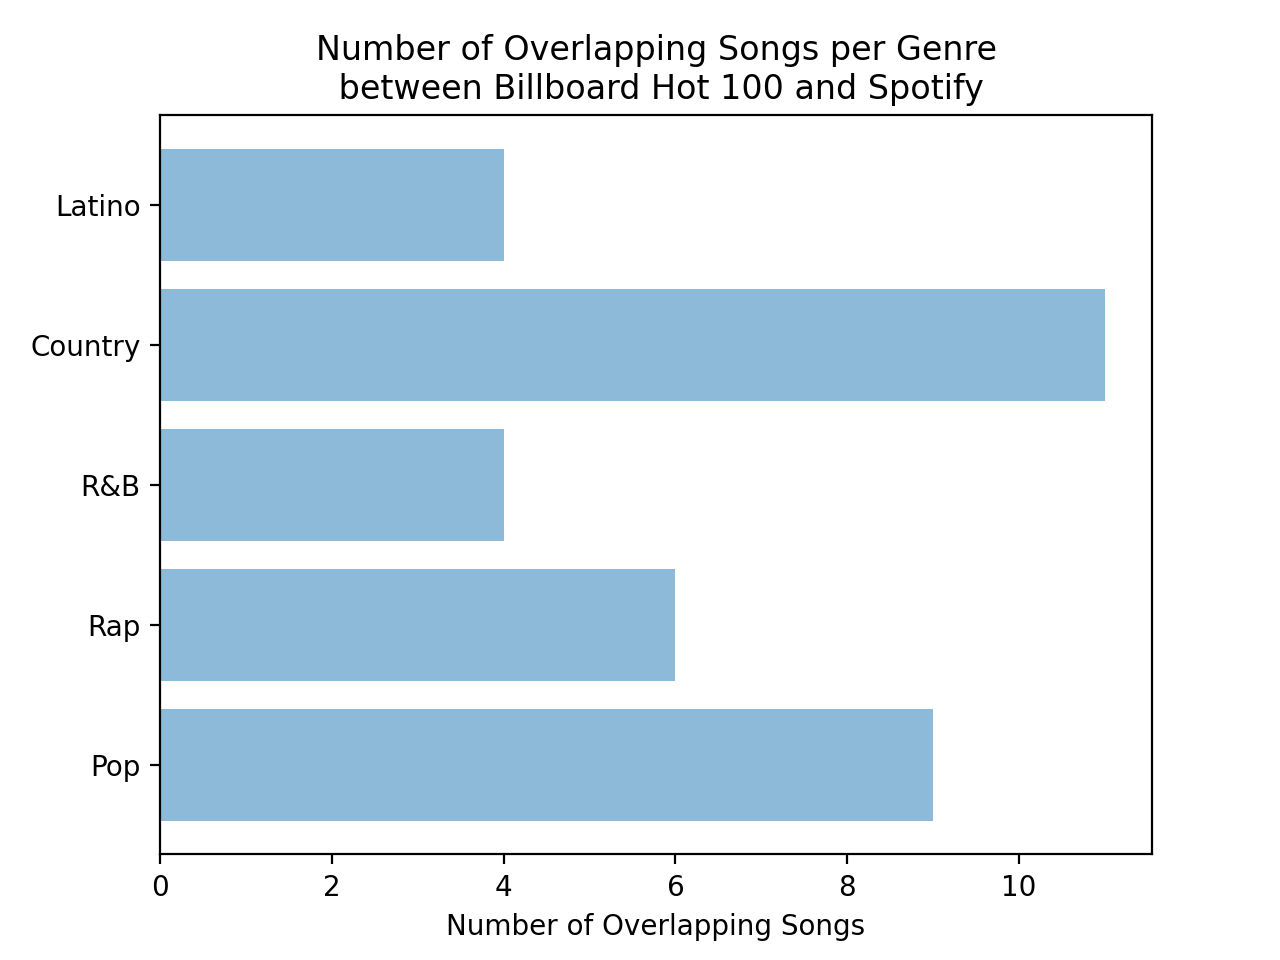 Number of Overlapping Songs per Genre
between Billboard Hot 100 and Spotify
Latino
Country
R&B
Rap
Pop
0 2 4 6 8 10
Number of Overlapping Songs